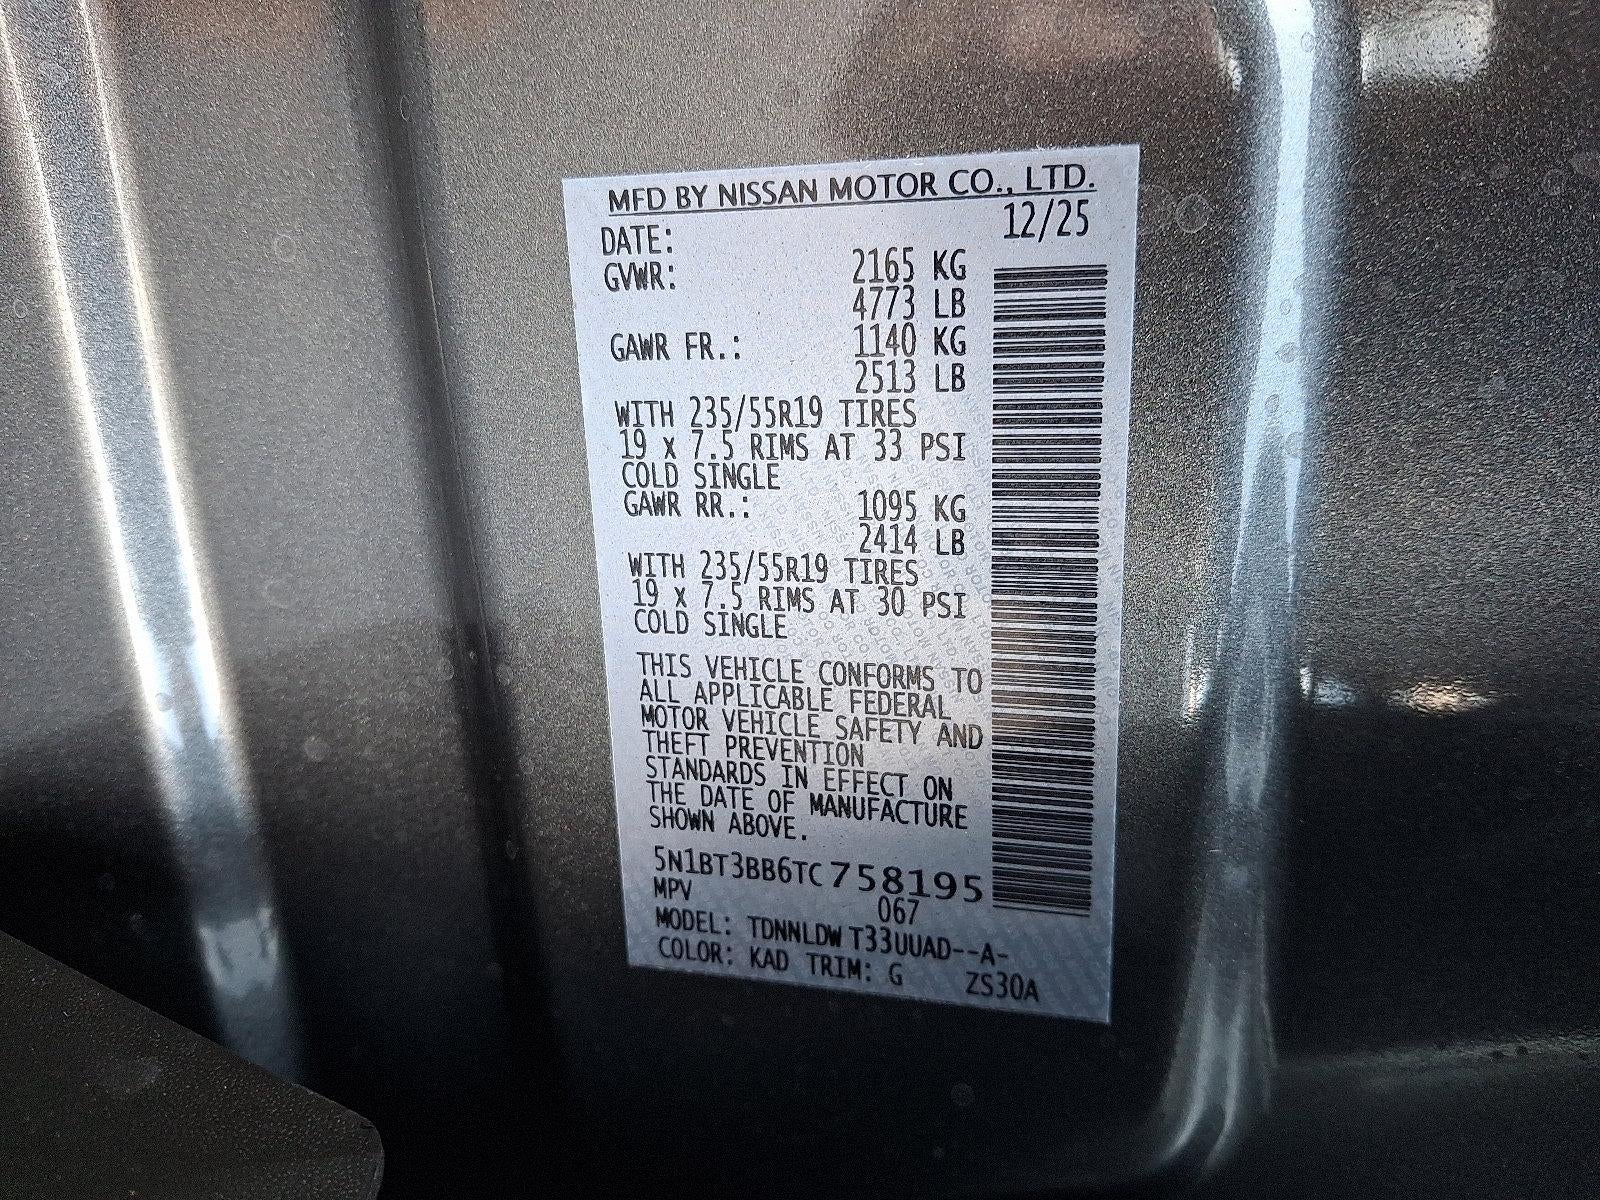 MFD BY NISSAN MOTOR CO., LTD.
DATE: 12/25
GVWR: 2165 KG
4773 LB
GAWR FR.: 1140 KG
2513 LB
WITH 235/55R19 TIRES
19 x 7.5 RIMS AT 33 PSI
COLD SINGLE
GAWR RR.: 1095 KG
2414 LB
WITH 235/55R19 TIRES
19 x 7.5 RIMS AT 30 PSI
COLD SINGLE
THIS VEHICLE CONFORMS TO
ALL APPLICABLE FEDERAL
MOTOR VEHICLE SAFETY AND
THEFT PREVENTION
STANDARDS IN EFFECT ON
THE DATE OF MANUFACTURE
SHOWN ABOVE.
5N1BT3BB6TC758195
MPV 067
MODEL: TDNNLDW T33UUAD--A-
COLOR: KAD TRIM: G ZS30A